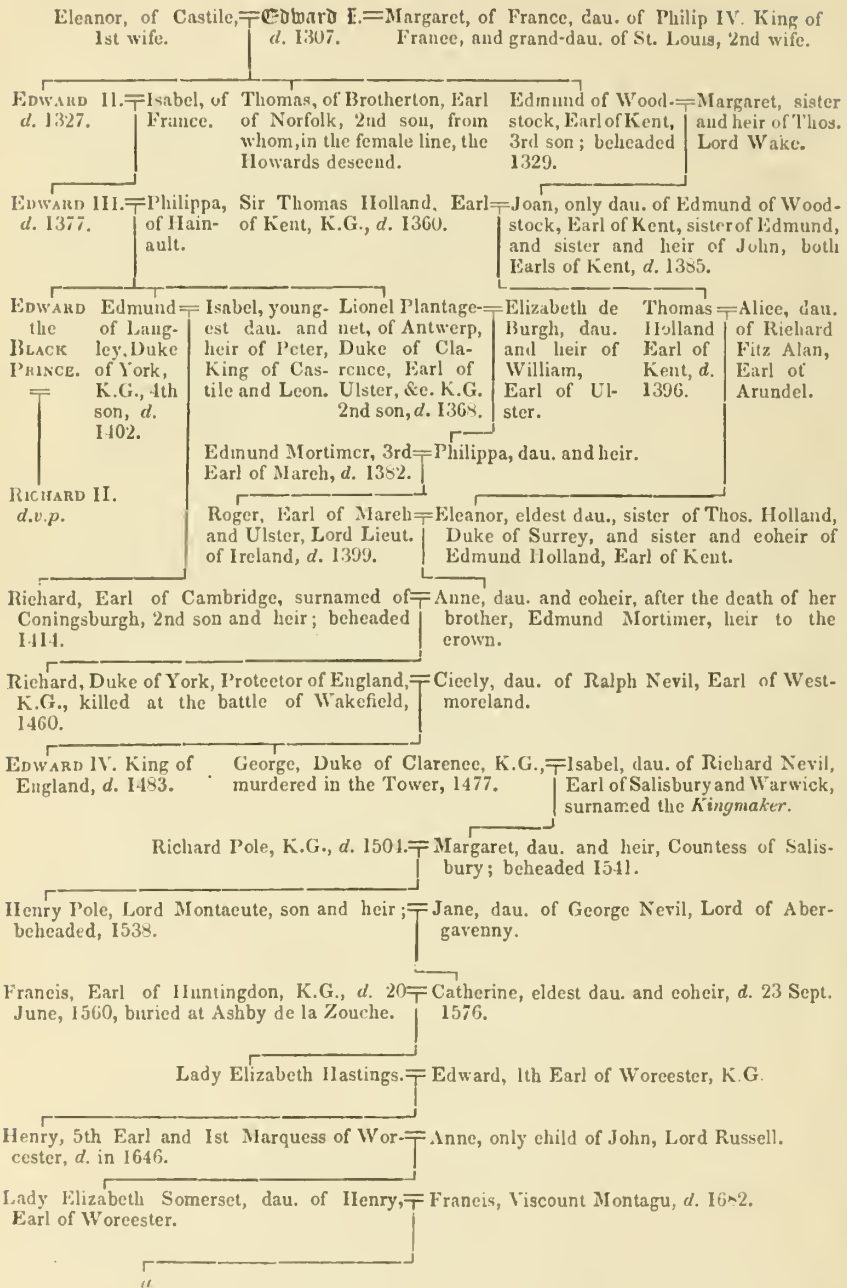 Eleanor, of Castile,=Edward I.=Margaret, of France, dau. of Philip IV. King of
1st wife. d. 1307. France, and grand-dau. of St. Louis, 2nd wife.
EDWARD II.=Isabel, of France. d. 1327.
Thomas, of Brotherton, Earl
of Norfolk, 2nd son, from
whom, in the female line, the
Howards descend.
Edmund of Wood-=Margaret, sister
stock, Earl of Kent, and heir of Thos.
3rd son; beheaded Lord Wake.
1329.
EDWARD III.=Philippa,
d. 1377. of Hain-
ault.
Sir Thomas Holland, Earl=Joan, only dau. of Edmund of Wood-
of Kent, K.G., d. 1360. stock, Earl of Kent, sister of Edmund,
and sister and heir of John, both
Earls of Kent, d. 1385.
EDWARD
the
BLACK
PRINCE.
Edmund=
of Lang-
ley, Duke
of York,
K.G., 4th
son, d.
1402.
Isabel, young-
est dau. and
heir of Peter,
King of Cas-
tile and Leon.
Lionel Plantage-=
net, of Antwerp,
Duke of Cla-
rence, Earl of
Ulster, &c. K.G.
2nd son, d. 1368.
Elizabeth de
Burgh, dau.
and heir of
William,
Earl of Ul-
ster.
Thomas=
Holland
Earl of
Kent, d.
1396.
Alice, dau.
of Richard
Fitz Alan,
Earl of
Arundel.
RICHARD II.
d.v.p.
Edmund Mortimer, 3rd=Philippa, dau. and heir.
Earl of March, d. 1382.
Roger, Earl of March=Eleanor, eldest dau., sister of Thos. Holland,
and Ulster, Lord Lieut. Duke of Surrey, and sister and coheir of
of Ireland, d. 1399. Edmund Holland, Earl of Kent.
Richard, Earl of Cambridge, surnamed of=Anne, dau. and coheir, after the death of her
Coningsburgh, 2nd son and heir; beheaded brother, Edmund Mortimer, heir to the
1414. crown.
Richard, Duke of York, Protector of England,=Cicely, dau. of Ralph Nevil, Earl of West-
K.G., killed at the battle of Wakefield, moreland.
1460.
EDWARD IV. King of
England, d. 1483.
George, Duke of Clarence, K.G.,=Isabel, dau. of Richard Nevil,
murdered in the Tower, 1477. Earl of Salisbury and Warwick,
surnamed the Kingmaker.
Richard Pole, K.G., d. 1504.=Margaret, dau. and heir, Countess of Salis-
bury; beheaded 1541.
Henry Pole, Lord Montacute, son and heir;=Jane, dau. of George Nevil, Lord of Aber-
beheaded, 1538. gavenny.
Francis, Earl of Huntingdon, K.G., d. 20=Catherine, eldest dau. and coheir, d. 23 Sept.
June, 1560, buried at Ashby de la Zouche. 1576.
Lady Elizabeth Hastings.=Edward, 4th Earl of Worcester, K.G.
Henry, 5th Earl and 1st Marquess of Wor-=Anne, only child of John, Lord Russell.
cester, d. in 1646.
Lady Elizabeth Somerset, dau. of Henry,=Francis, Viscount Montagu, d. 1682.
Earl of Worcester.
a